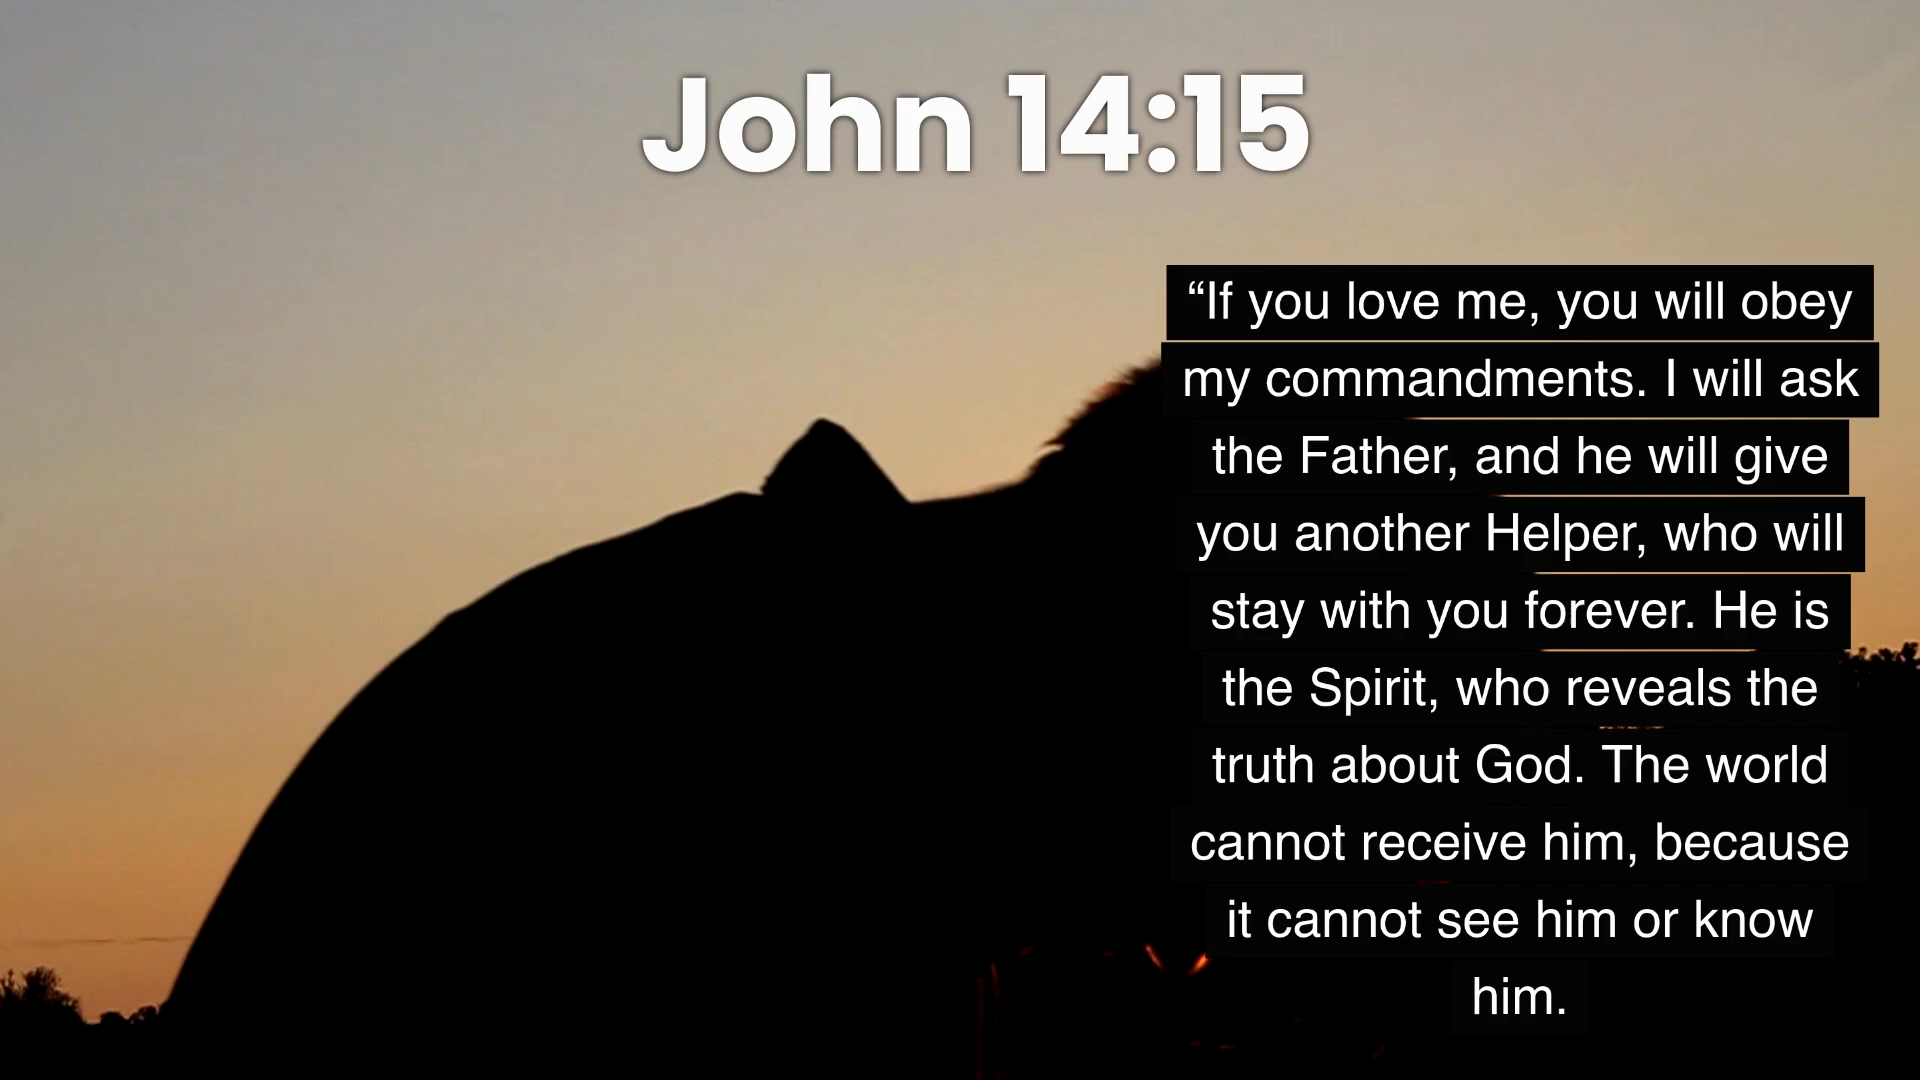 John 14:15
“If you love me, you will obey
my commandments. I will ask
the Father, and he will give
you another Helper, who will
stay with you forever. He is
the Spirit, who reveals the
truth about God. The world
cannot receive him, because
it cannot see him or know
him.